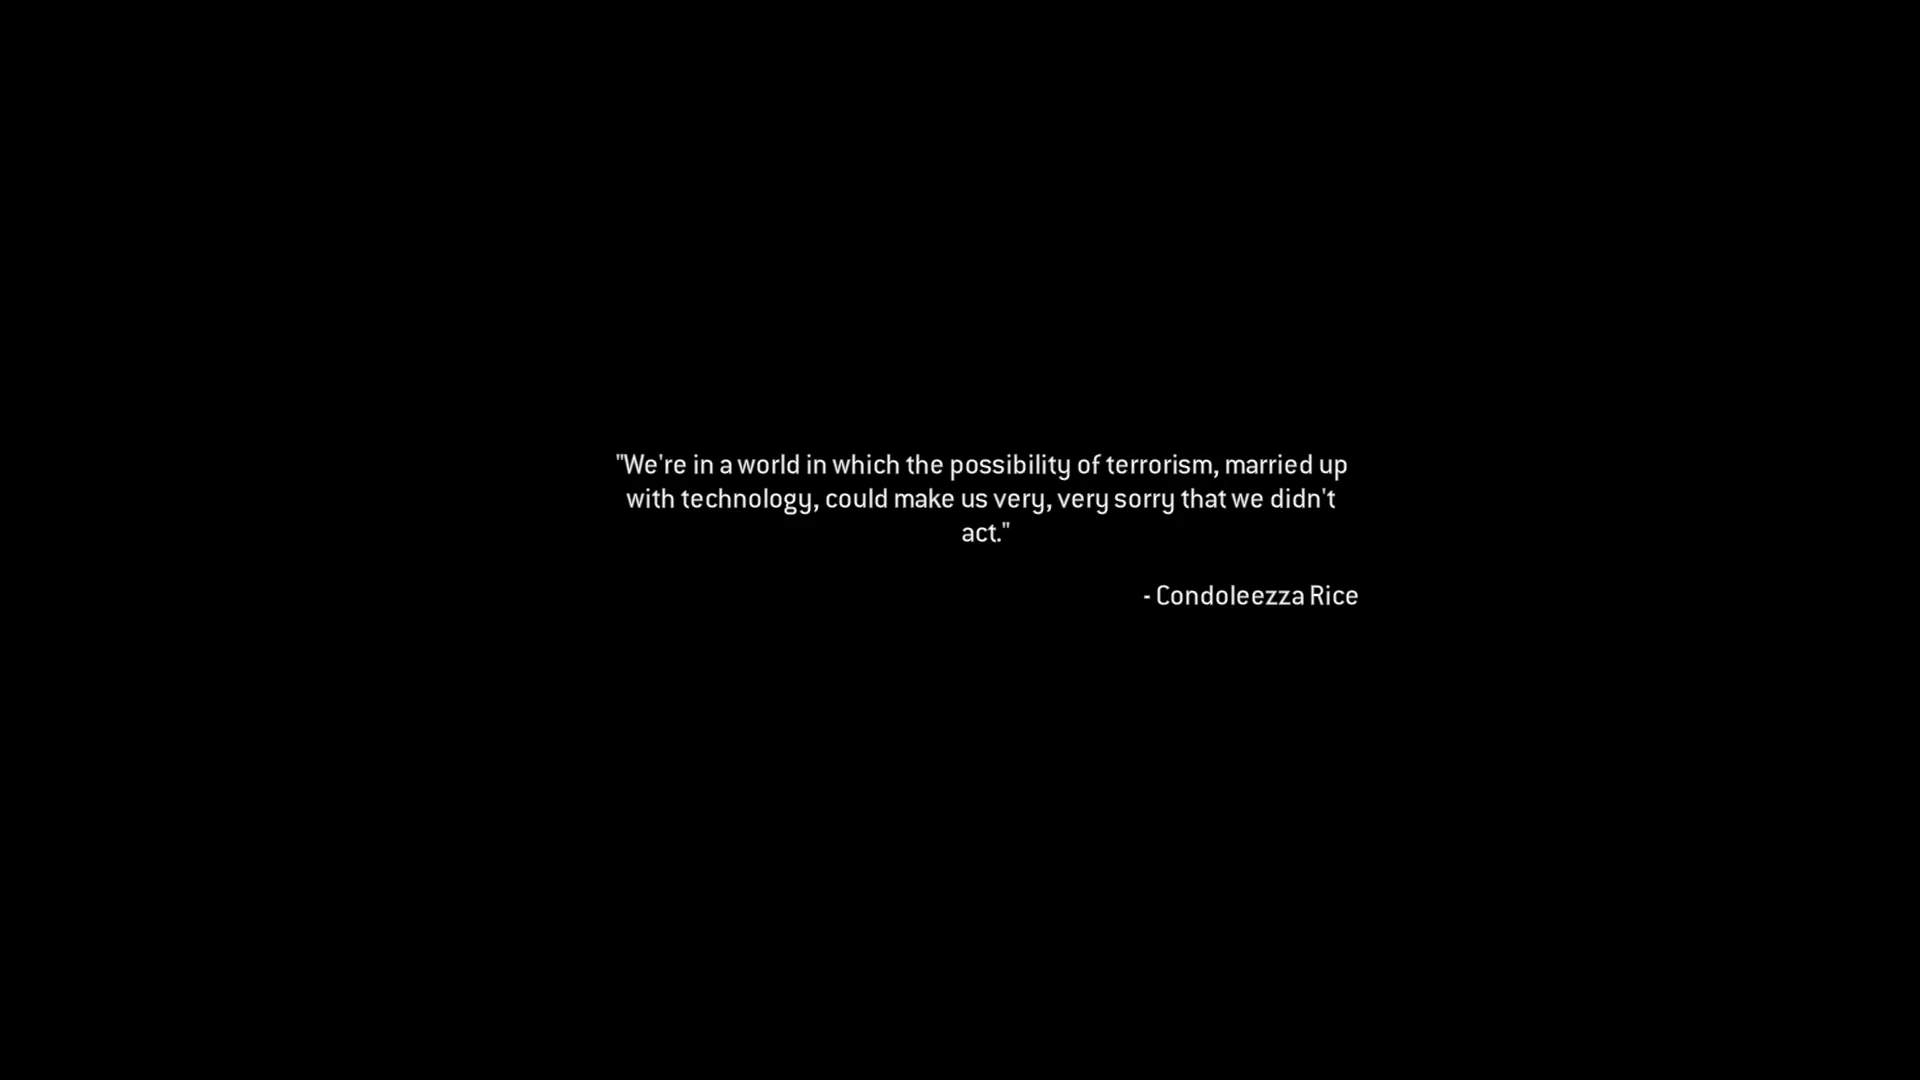 "We're in a world in which the possibility of terrorism, married up
with technology, could make us very, very sorry that we didn't
act."
- Condoleezza Rice